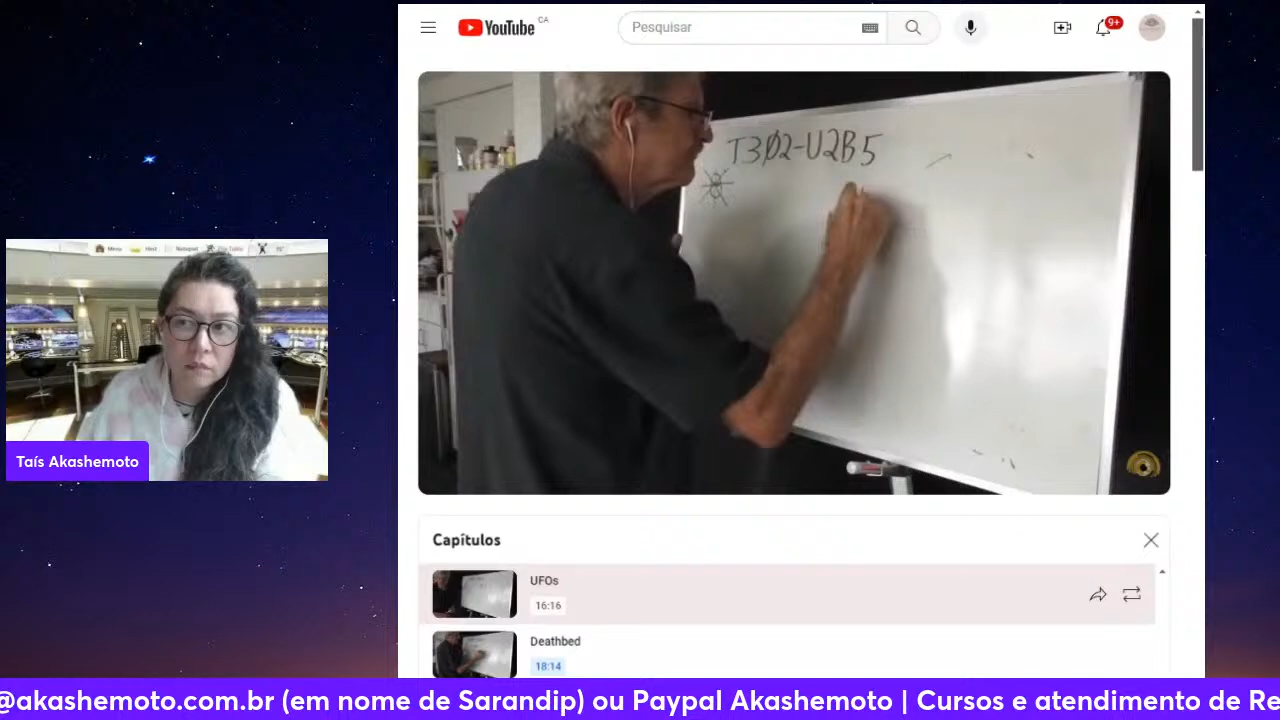 YouTube CA
Pesquisar
9+
T3Ø2-U2B5
Menu
Taís Akashemoto
Capítulos
UFOs
16:16
Deathbed
18:14
@akashemoto.com.br (em nome de Sarandip) ou Paypal Akashemoto | Cursos e atendimento de Re